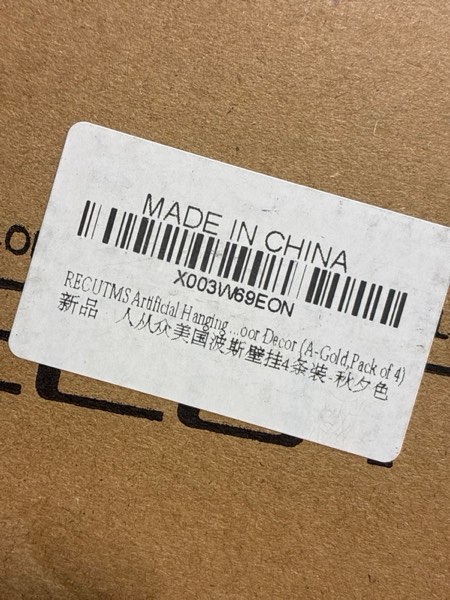 MADE IN CHINA
X003W69EON
RECUTMS Artificial Hanging ...oor Decor (A-Gold,Pack of 4)
新品 人从众美国波斯壁挂4条装-秋夕色